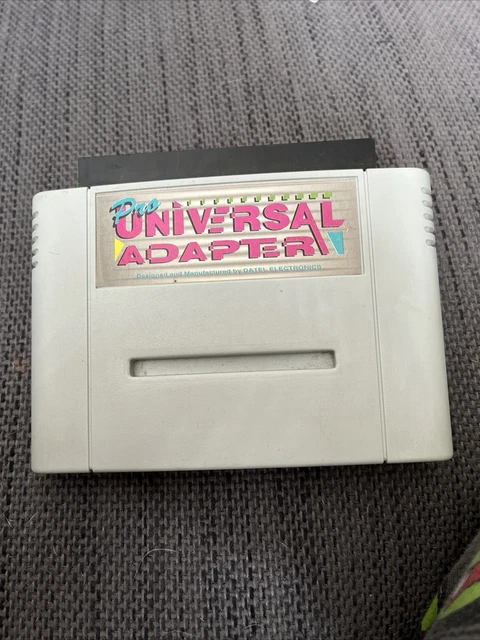 Pro
UNIVERSAL
ADAPTER
Designed and Manufactured by DATEL ELECTRONICS